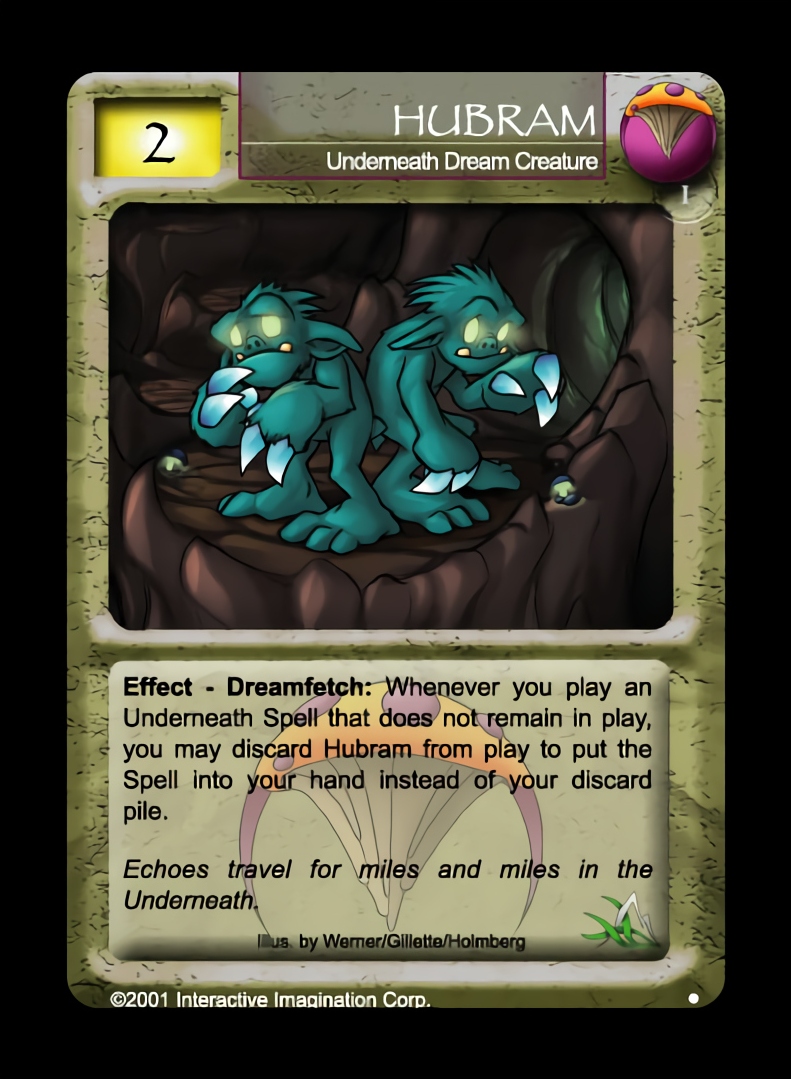 2
HUBRAM
Underneath Dream Creature
I
Effect - Dreamfetch: Whenever you play an
Underneath Spell that does not remain in play,
you may discard Hubram from play to put the
Spell into your hand instead of your discard
pile.
Echoes travel for miles and miles in the
Underneath.
Illus. by Werner/Gillette/Holmberg
©2001 Interactive Imagination Corp.